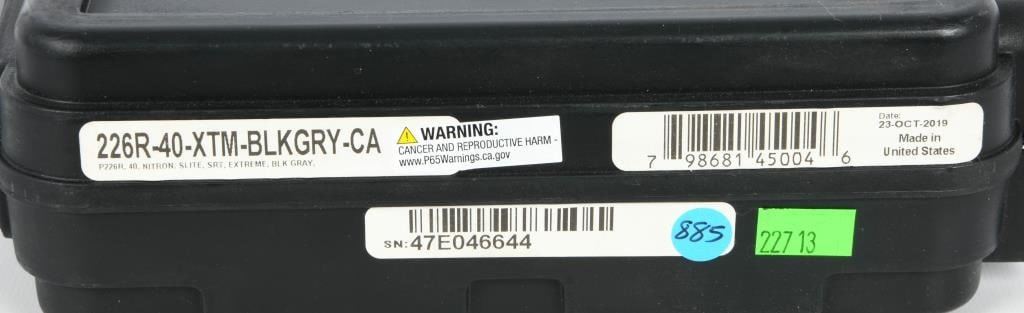 226R-40-XTM-BLKGRY-CA
P226R, 40, NITRON, SLITE, SRT, EXTREME, BLK GRAY,
WARNING:
CANCER AND REPRODUCTIVE HARM -
www.P65Warnings.ca.gov
7 98681 45004 6
Date:
23-OCT-2019
Made in
United States
SN: 47E046644
885
227 13